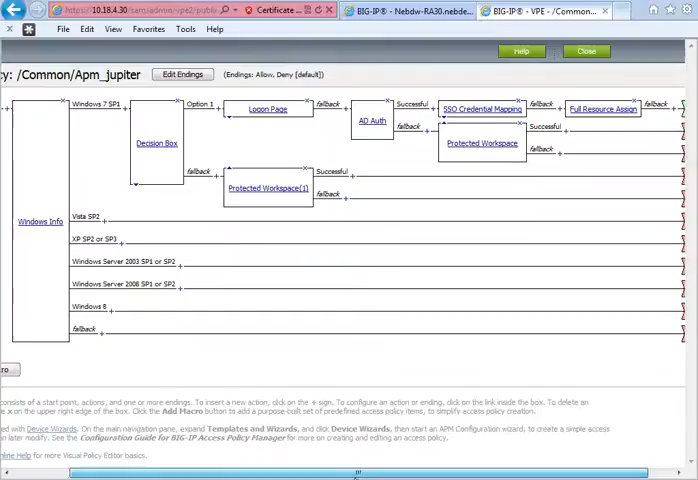 https://10.18.4.30/sam/admin/vpe2/public
Certificate ...
BIG-IP® - Nebdw-RA30.nebde...
BIG-IP® - VPE - /Common...
File Edit View Favorites Tools Help
Help Close
cy: /Common/Apm_jupiter Edit Endings (Endings: Allow, Deny [default])
Windows 7 SP1 Option 1 Logon Page fallback Successful SSO Credential Mapping fallback Full Resource Assign fallback
AD Auth fallback Successful
Decision Box Protected Workspace fallback
fallback Successful
Protected Workspace(1) fallback
Windows Info Vista SP2
XP SP2 or SP3
Windows Server 2003 SP1 or SP2
Windows Server 2008 SP1 or SP2
Windows 8
fallback
ro
consists of a start point, actions, and one or more endings. To insert a new action, click on the + sign. To configure an action or ending, click on the link inside the box. To delete an
e x on the upper right edge of the box. Click the Add Macro button to add a purpose-built set of predefined access policy items, to simplify access policy creation.
ed with Device Wizards. On the main navigation pane, expand Templates and Wizards, and click Device Wizards, then start an APM Configuration wizard, to create a simple access
n later modify. See the Configuration Guide for BIG-IP Access Policy Manager for more on creating and editing an access policy.
nline Help for more Visual Policy Editor basics.